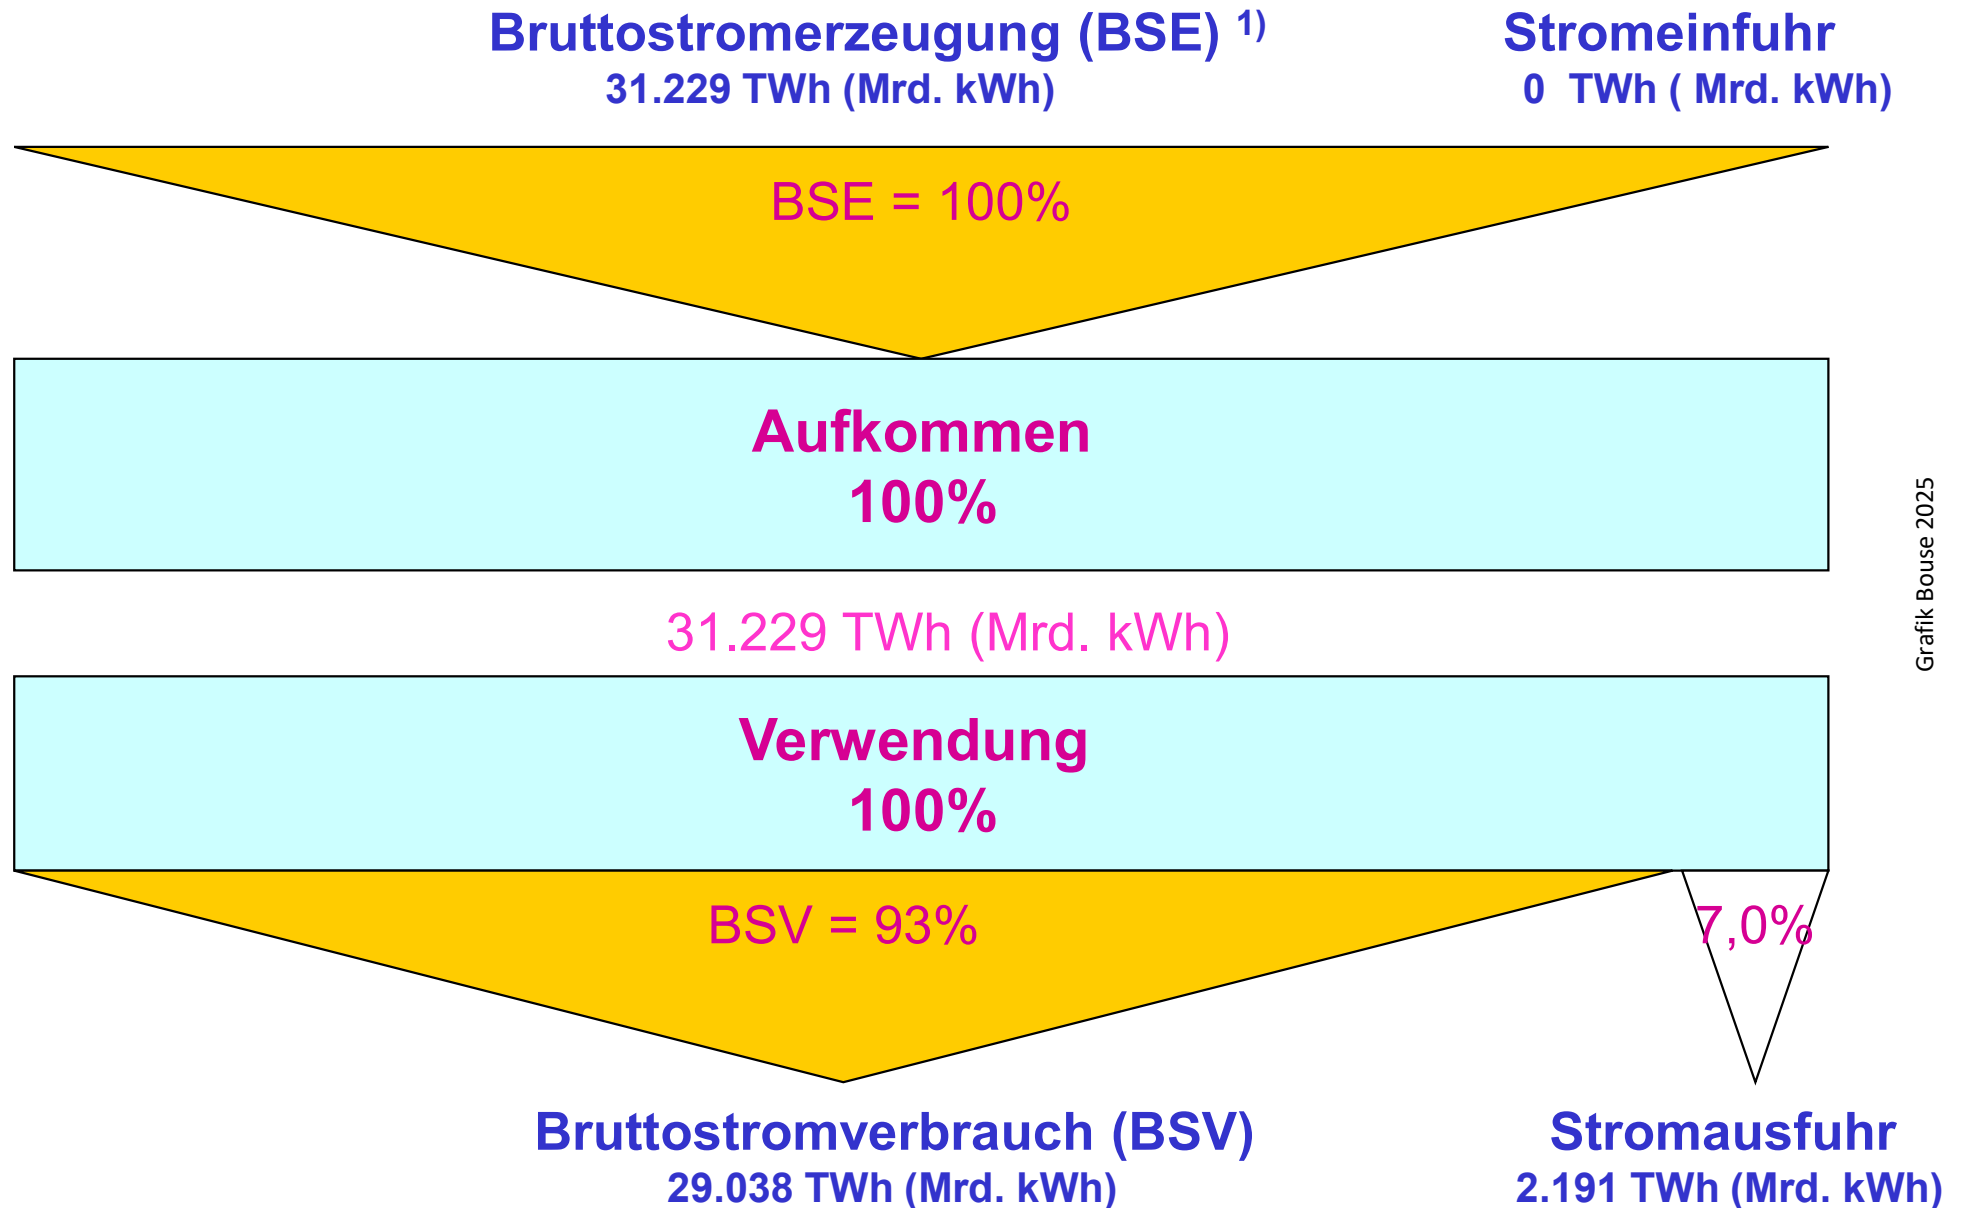 Bruttostromerzeugung (BSE) 1)
31.229 TWh (Mrd. kWh)
Stromeinfuhr
0 TWh ( Mrd. kWh)
BSE = 100%
Aufkommen
100%
31.229 TWh (Mrd. kWh)
Verwendung
100%
BSV = 93%
7,0%
Bruttostromverbrauch (BSV)
29.038 TWh (Mrd. kWh)
Stromausfuhr
2.191 TWh (Mrd. kWh)
Grafik Bouse 2025